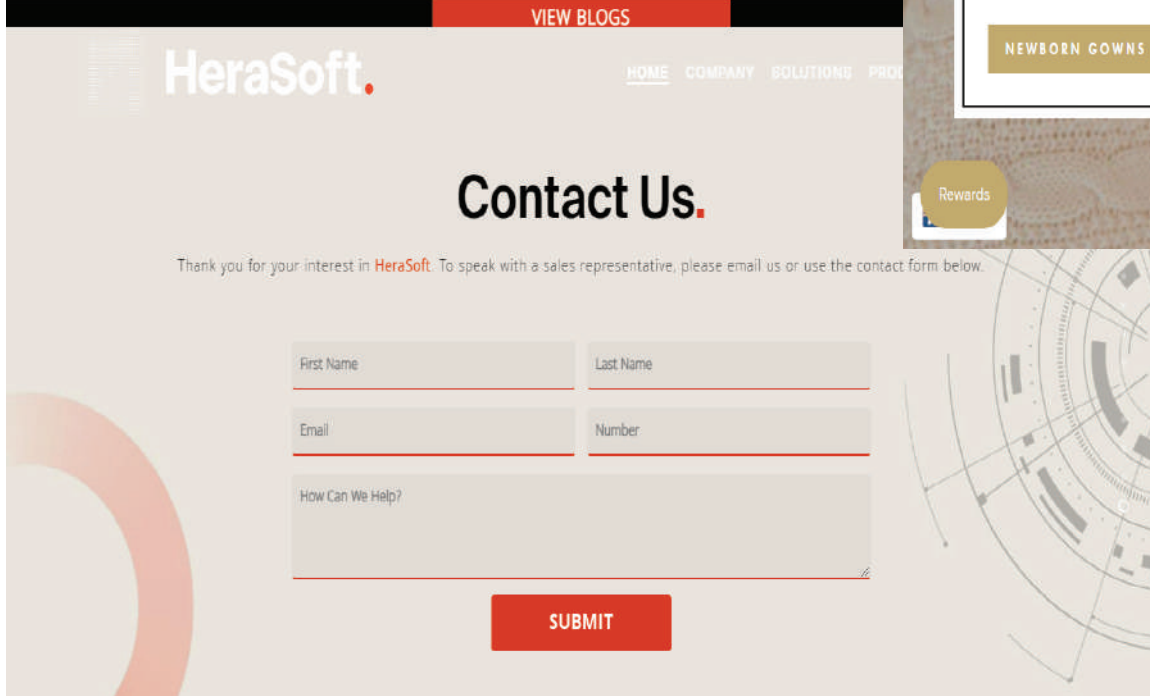 VIEW BLOGS
NEWBORN GOWNS
HeraSoft.
HOME COMPANY SOLUTIONS
Contact Us.
Rewards
Thank you for your interest in HeraSoft. To speak with a sales representative, please email us or use the contact form below.
First Name
Last Name
Email
Number
How Can We Help?
SUBMIT